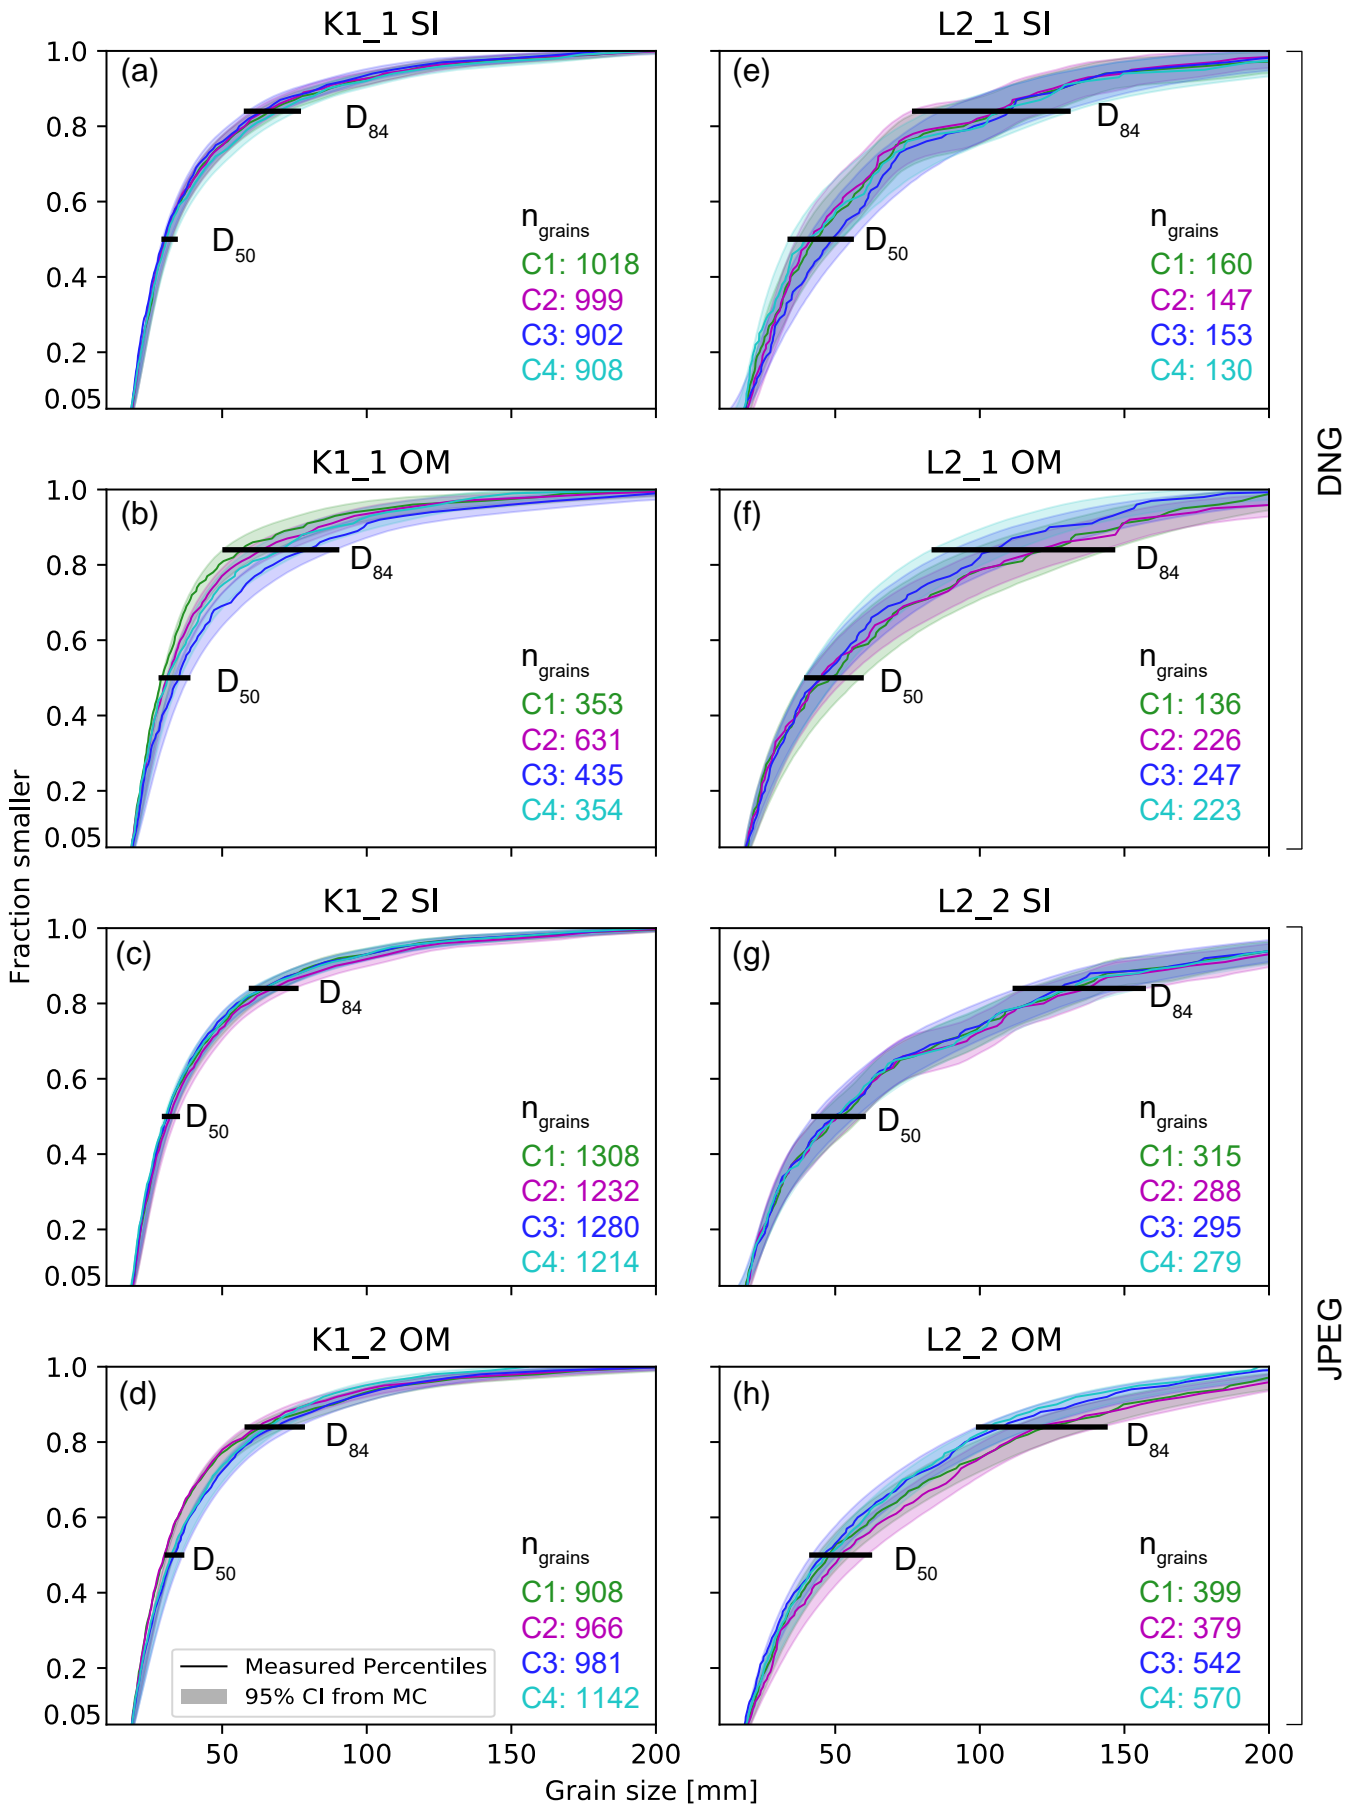 K1_1 SI
(a)
1.0
0.8
0.6
0.4
0.2
0.05
D84
D50
ngrains
C1: 1018
C2: 999
C3: 902
C4: 908
L2_1 SI
(e)
D84
D50
ngrains
C1: 160
C2: 147
C3: 153
C4: 130
K1_1 OM
(b)
1.0
0.8
0.6
0.4
0.2
0.05
D84
D50
ngrains
C1: 353
C2: 631
C3: 435
C4: 354
L2_1 OM
(f)
D84
D50
ngrains
C1: 136
C2: 226
C3: 247
C4: 223
DNG
Fraction smaller
K1_2 SI
(c)
1.0
0.8
0.6
0.4
0.2
0.05
D84
D50
ngrains
C1: 1308
C2: 1232
C3: 1280
C4: 1214
L2_2 SI
(g)
D84
D50
ngrains
C1: 315
C2: 288
C3: 295
C4: 279
K1_2 OM
(d)
1.0
0.8
0.6
0.4
0.2
0.05
D84
D50
ngrains
C1: 908
C2: 966
C3: 981
C4: 1142
Measured Percentiles
95% CI from MC
50 100 150 200
L2_2 OM
(h)
D84
D50
ngrains
C1: 399
C2: 379
C3: 542
C4: 570
50 100 150 200
JPEG
Grain size [mm]